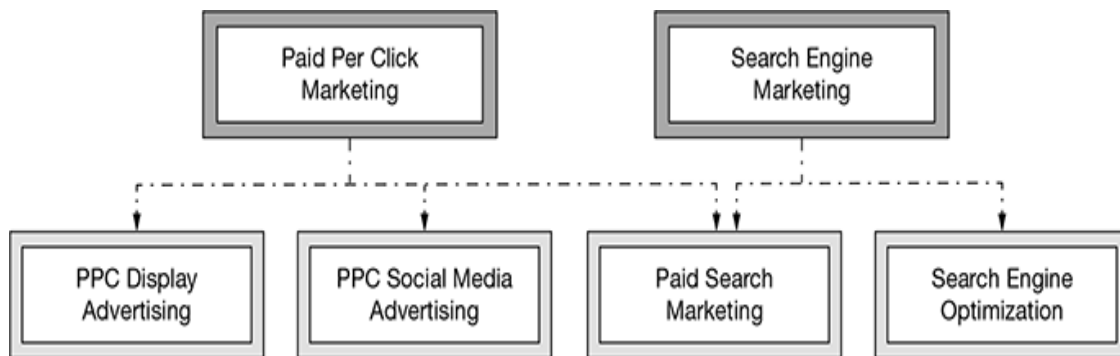 Paid Per Click
Marketing
Search Engine
Marketing
PPC Display
Advertising
PPC Social Media
Advertising
Paid Search
Marketing
Search Engine
Optimization